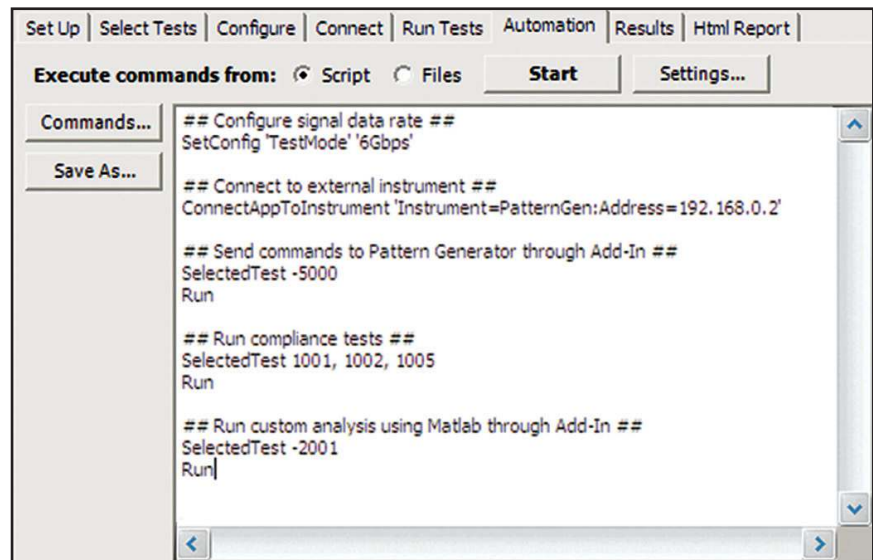 Set Up Select Tests Configure Connect Run Tests Automation Results Html Report
Execute commands from: Script Files Start Settings...
Commands...
Save As...
## Configure signal data rate ##
SetConfig 'TestMode' '6Gbps'
## Connect to external instrument ##
ConnectAppToInstrument 'Instrument=PatternGen:Address=192.168.0.2'
## Send commands to Pattern Generator through Add-In ##
SelectedTest -5000
Run
## Run compliance tests ##
SelectedTest 1001, 1002, 1005
Run
## Run custom analysis using Matlab through Add-In ##
SelectedTest -2001
Run